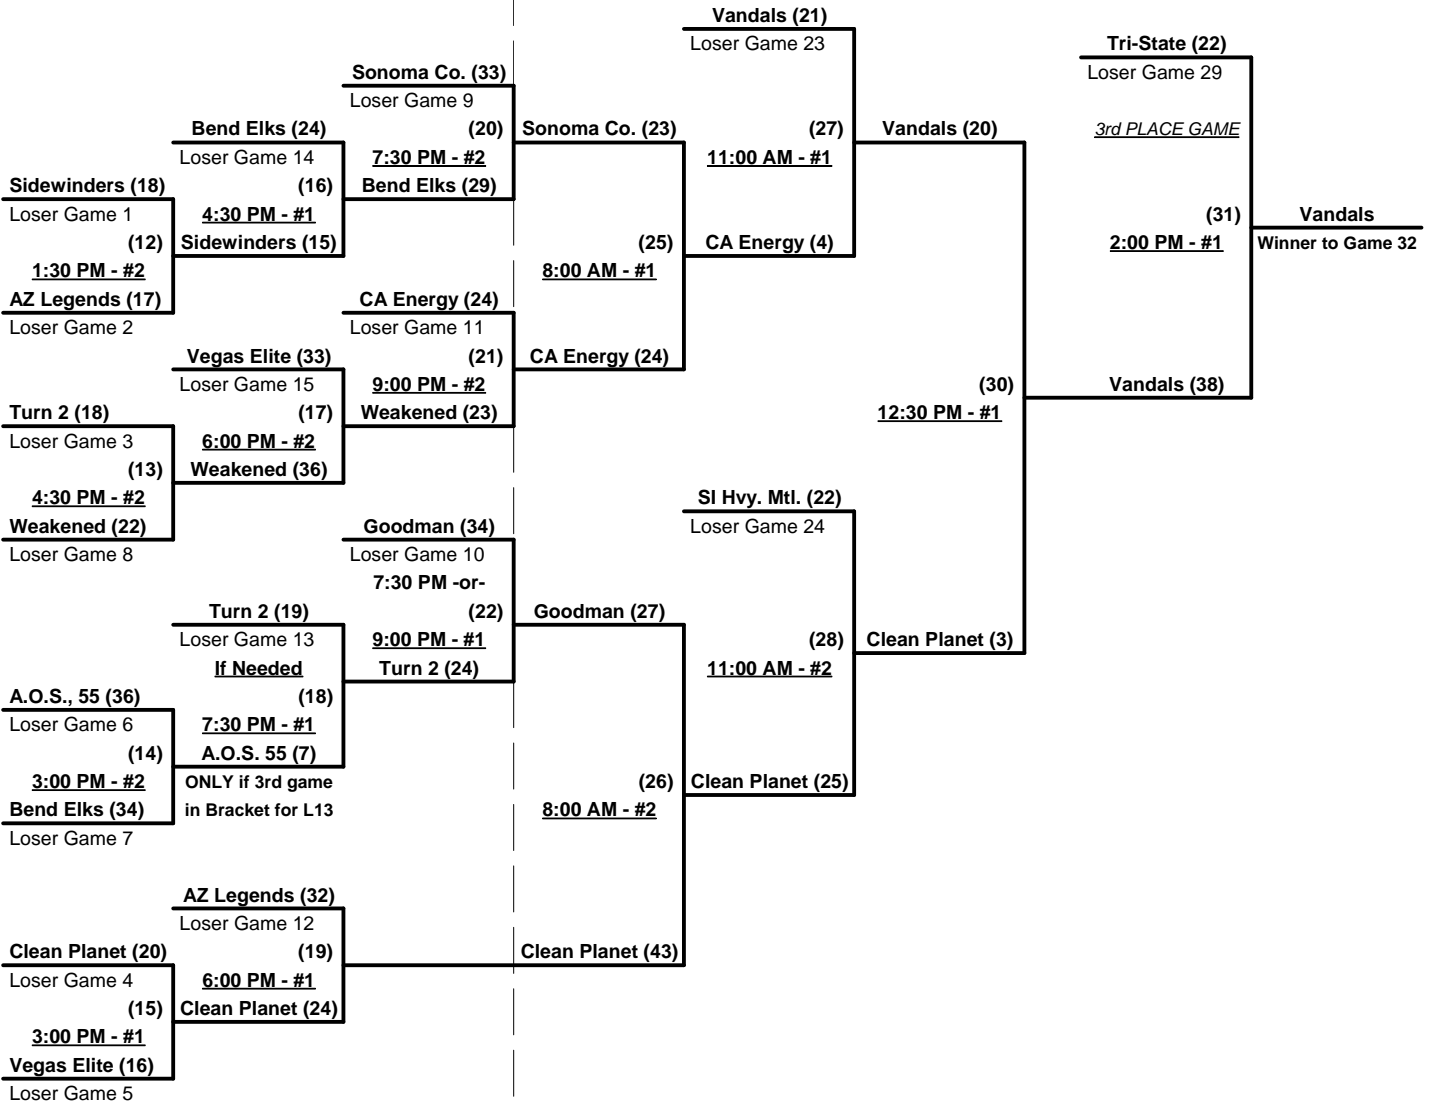 Vandals (21)
Loser Game 23
Tri-State (22)
Loser Game 29
Sonoma Co. (33)
Loser Game 9
Bend Elks (24)
(20)
Sonoma Co. (23)
(27)
Vandals (20)
3rd PLACE GAME
Loser Game 14
7:30 PM - #2
11:00 AM - #1
Sidewinders (18)
(16)
Bend Elks (29)
Loser Game 1
4:30 PM - #1
(31)
Vandals
(12)
Sidewinders (15)
(25)
CA Energy (4)
2:00 PM - #1
Winner to Game 32
1:30 PM - #2
8:00 AM - #1
AZ Legends (17)
CA Energy (24)
Loser Game 2
Loser Game 11
Vegas Elite (33)
(21)
CA Energy (24)
Loser Game 15
9:00 PM - #2
(30)
Vandals (38)
Turn 2 (18)
(17)
Weakened (23)
12:30 PM - #1
Loser Game 3
6:00 PM - #2
(13)
Weakened (36)
4:30 PM - #2
SI Hvy. Mtl. (22)
Weakened (22)
Goodman (34)
Loser Game 24
Loser Game 8
Loser Game 10
7:30 PM -or-
Turn 2 (19)
(22)
Goodman (27)
Loser Game 13
9:00 PM - #1
(28)
Clean Planet (3)
If Needed
Turn 2 (24)
11:00 AM - #2
A.O.S., 55 (36)
(18)
Loser Game 6
7:30 PM - #1
(14)
A.O.S. 55 (7)
3:00 PM - #2
ONLY if 3rd game
(26)
Clean Planet (25)
Bend Elks (34)
in Bracket for L13
8:00 AM - #2
Loser Game 7
AZ Legends (32)
Loser Game 12
Clean Planet (20)
(19)
Clean Planet (43)
Loser Game 4
6:00 PM - #1
(15)
Clean Planet (24)
3:00 PM - #1
Vegas Elite (16)
Loser Game 5